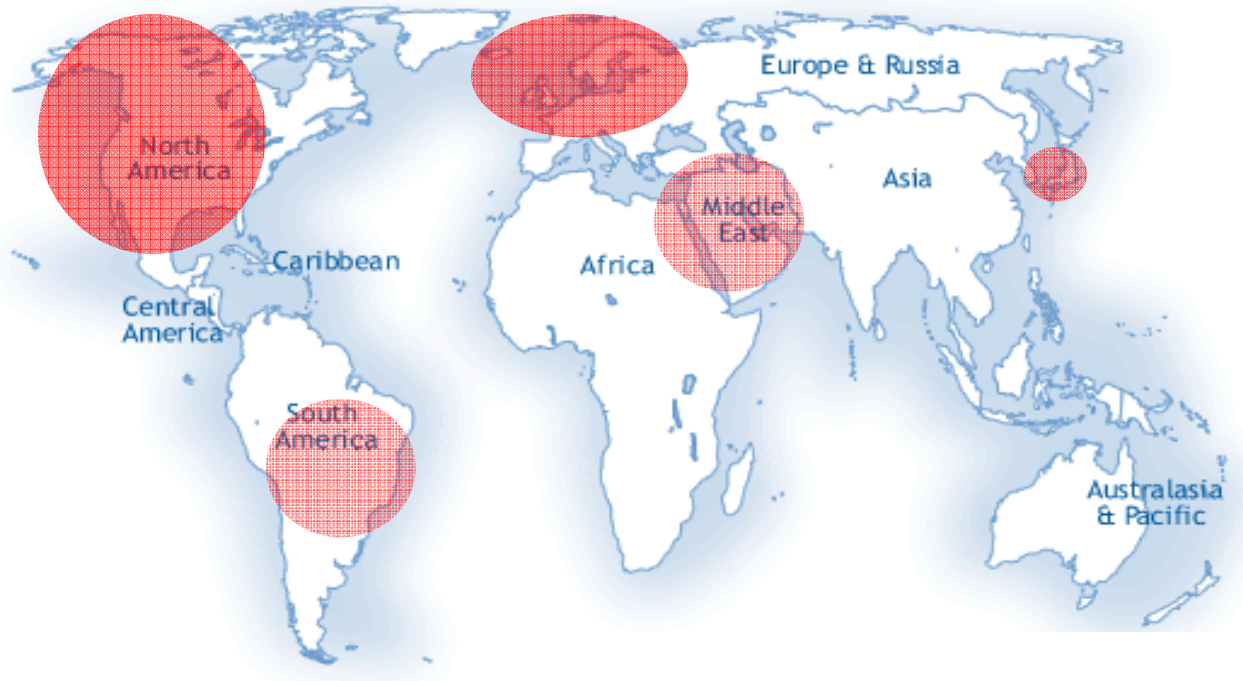 Europe & Russia
North
America
Asia
Middle
East
Caribbean
Africa
Central
America
South
America
Australasia
& Pacific